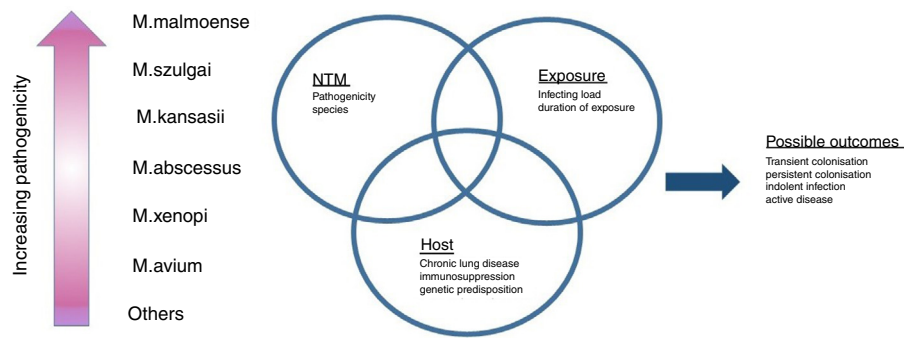 Increasing pathogenicity
M.malmoense
M.szulgai
M.kansasii
M.abscessus
M.xenopi
M.avium
Others
NTM
Pathogenicity
species
Exposure
Infecting load
duration of exposure
Host
Chronic lung disease
immunosuppression
genetic predisposition
Possible outcomes
Transient colonisation
persistent colonisation
indolent infection
active disease